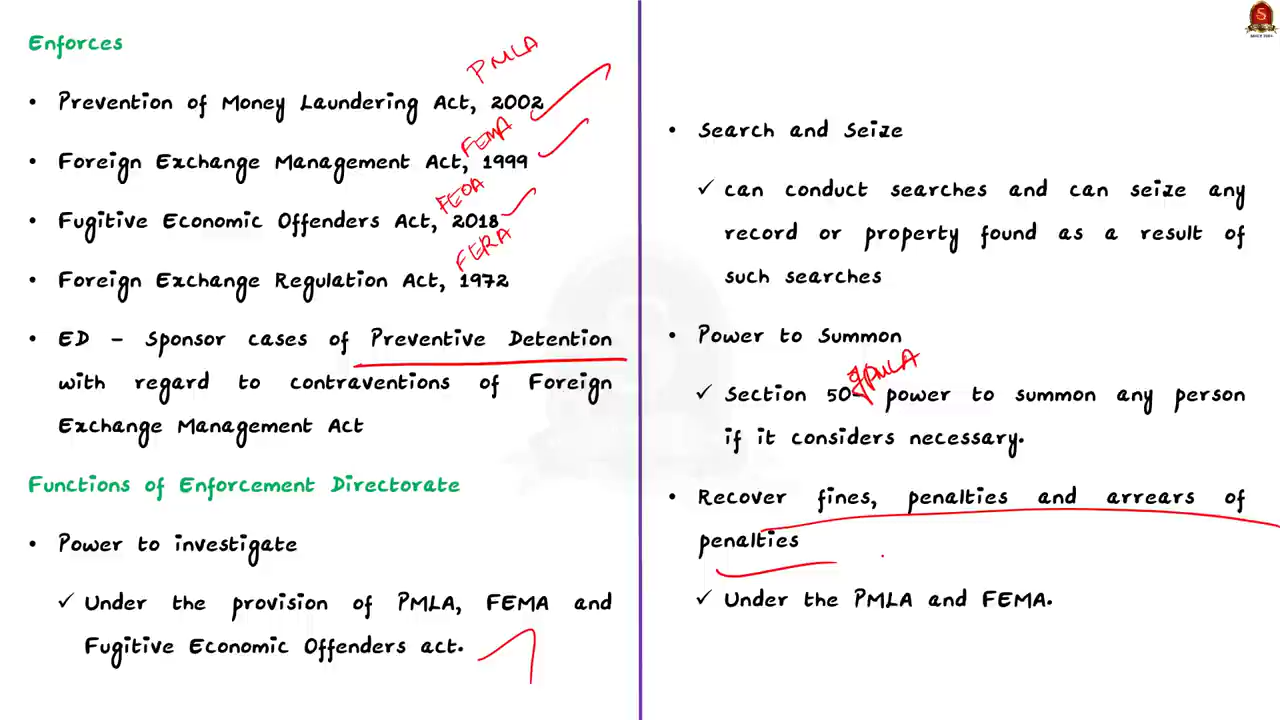 Enforces
PMLA
• Prevention of Money Laundering Act, 2002
FEMA
• Foreign Exchange Management Act, 1999
FEOA
• Fugitive Economic Offenders Act, 2018
FERA
• Foreign Exchange Regulation Act, 1972
• ED – Sponsor cases of Preventive Detention
with regard to contraventions of Foreign
Exchange Management Act
Functions of Enforcement Directorate
• Power to investigate
✓ Under the provision of PMLA, FEMA and
Fugitive Economic Offenders act.
S
SINCE 2004
• Search and Seize
✓ can conduct searches and can seize any
record or property found as a result of
such searches
• Power to Summon
of PMLA
✓ Section 50- power to summon any person
if it considers necessary.
• Recover fines, penalties and arrears of
penalties
✓ Under the PMLA and FEMA.